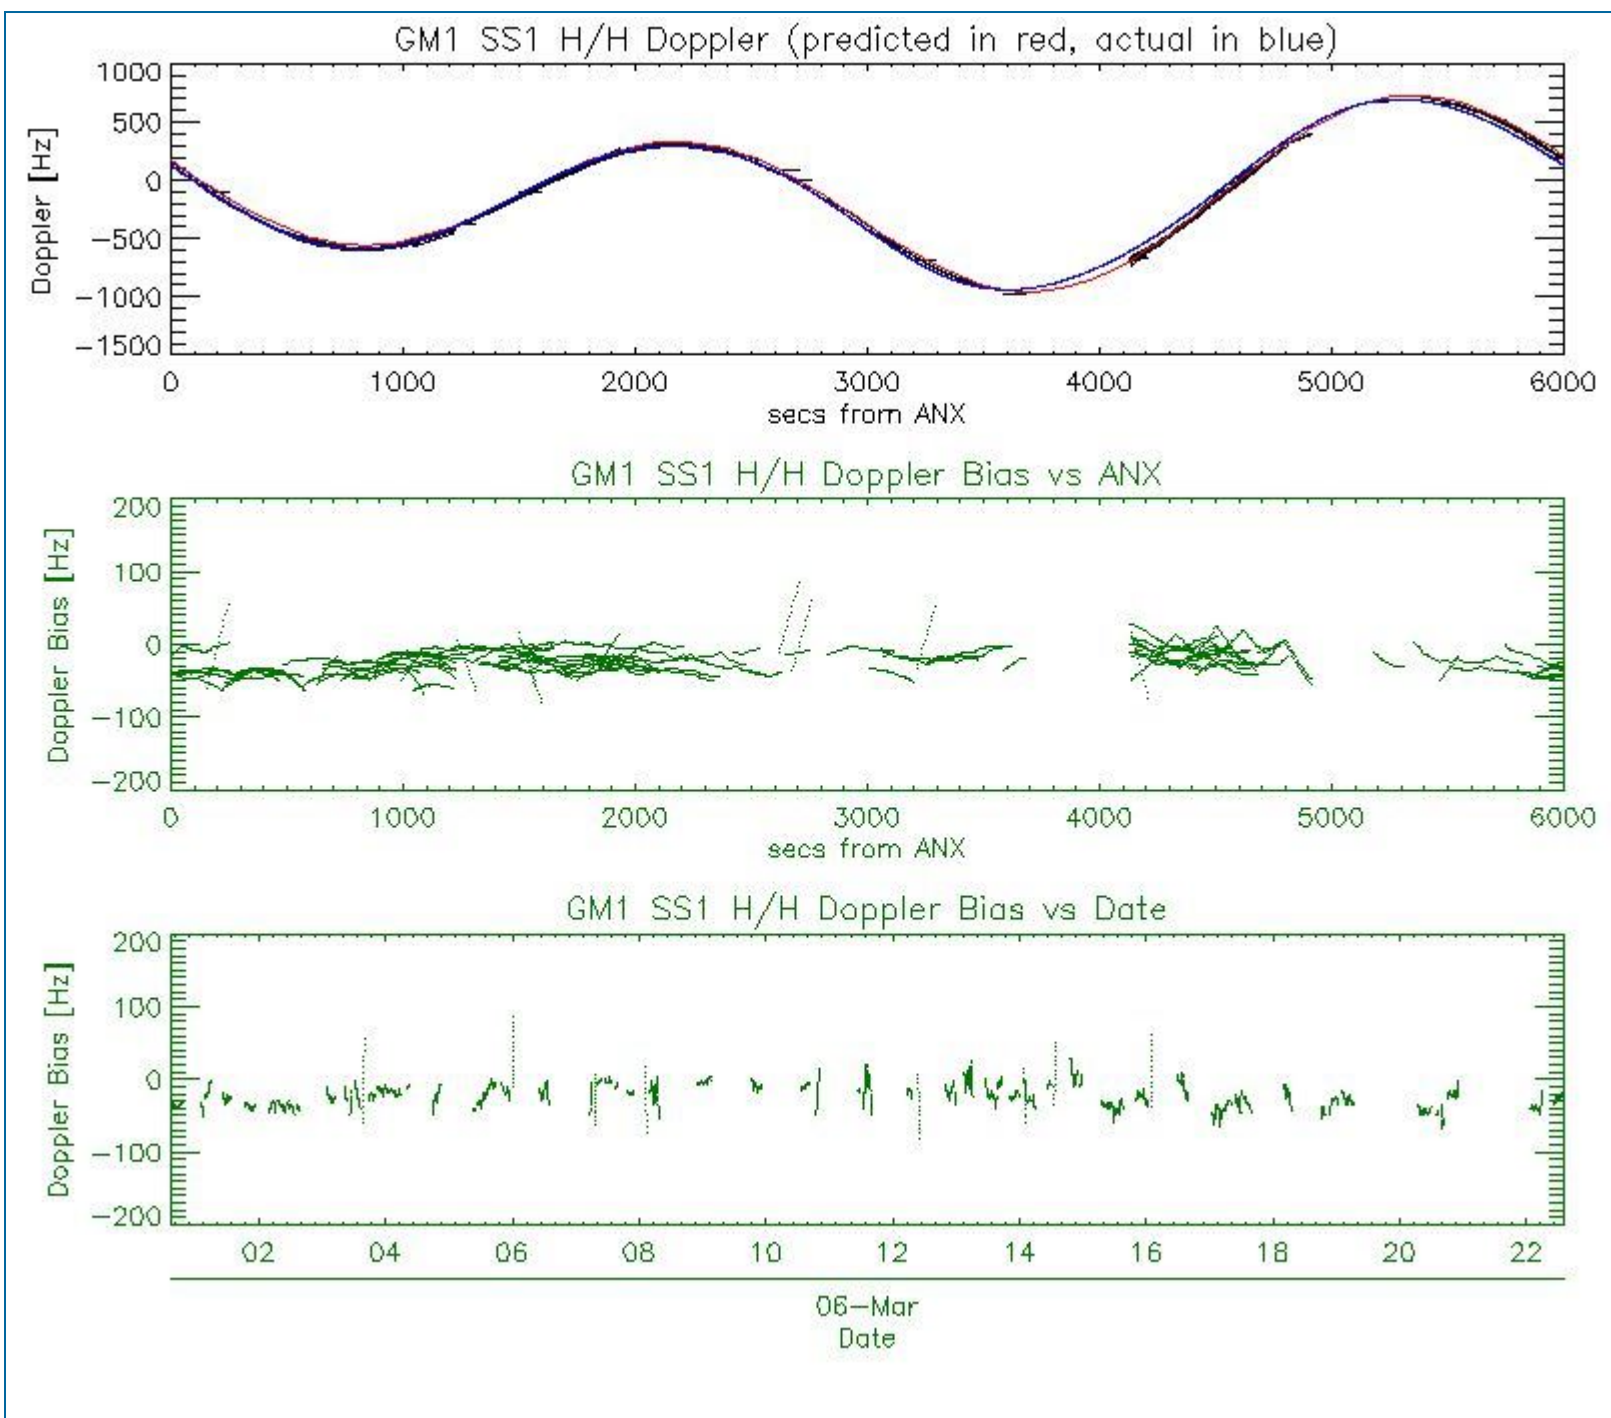 GM1 SS1 H/H Doppler (predicted in red, actual in blue)
1000
500
0
−500
−1000
−1500
Doppler [Hz]
0 1000 2000 3000 4000 5000 6000
secs from ANX
GM1 SS1 H/H Doppler Bias vs ANX
200
100
0
−100
−200
Doppler Bias [Hz]
0 1000 2000 3000 4000 5000 6000
secs from ANX
GM1 SS1 H/H Doppler Bias vs Date
200
100
0
−100
−200
Doppler Bias [Hz]
02 04 06 08 10 12 14 16 18 20 22
06−Mar
Date